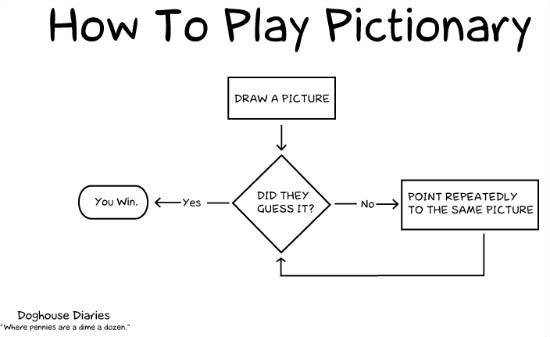 How To Play Pictionary
DRAW A PICTURE
DID THEY
GUESS IT?
Yes
You Win.
No
POINT REPEATEDLY
TO THE SAME PICTURE
Doghouse Diaries
"Where pennies are a dime a dozen."